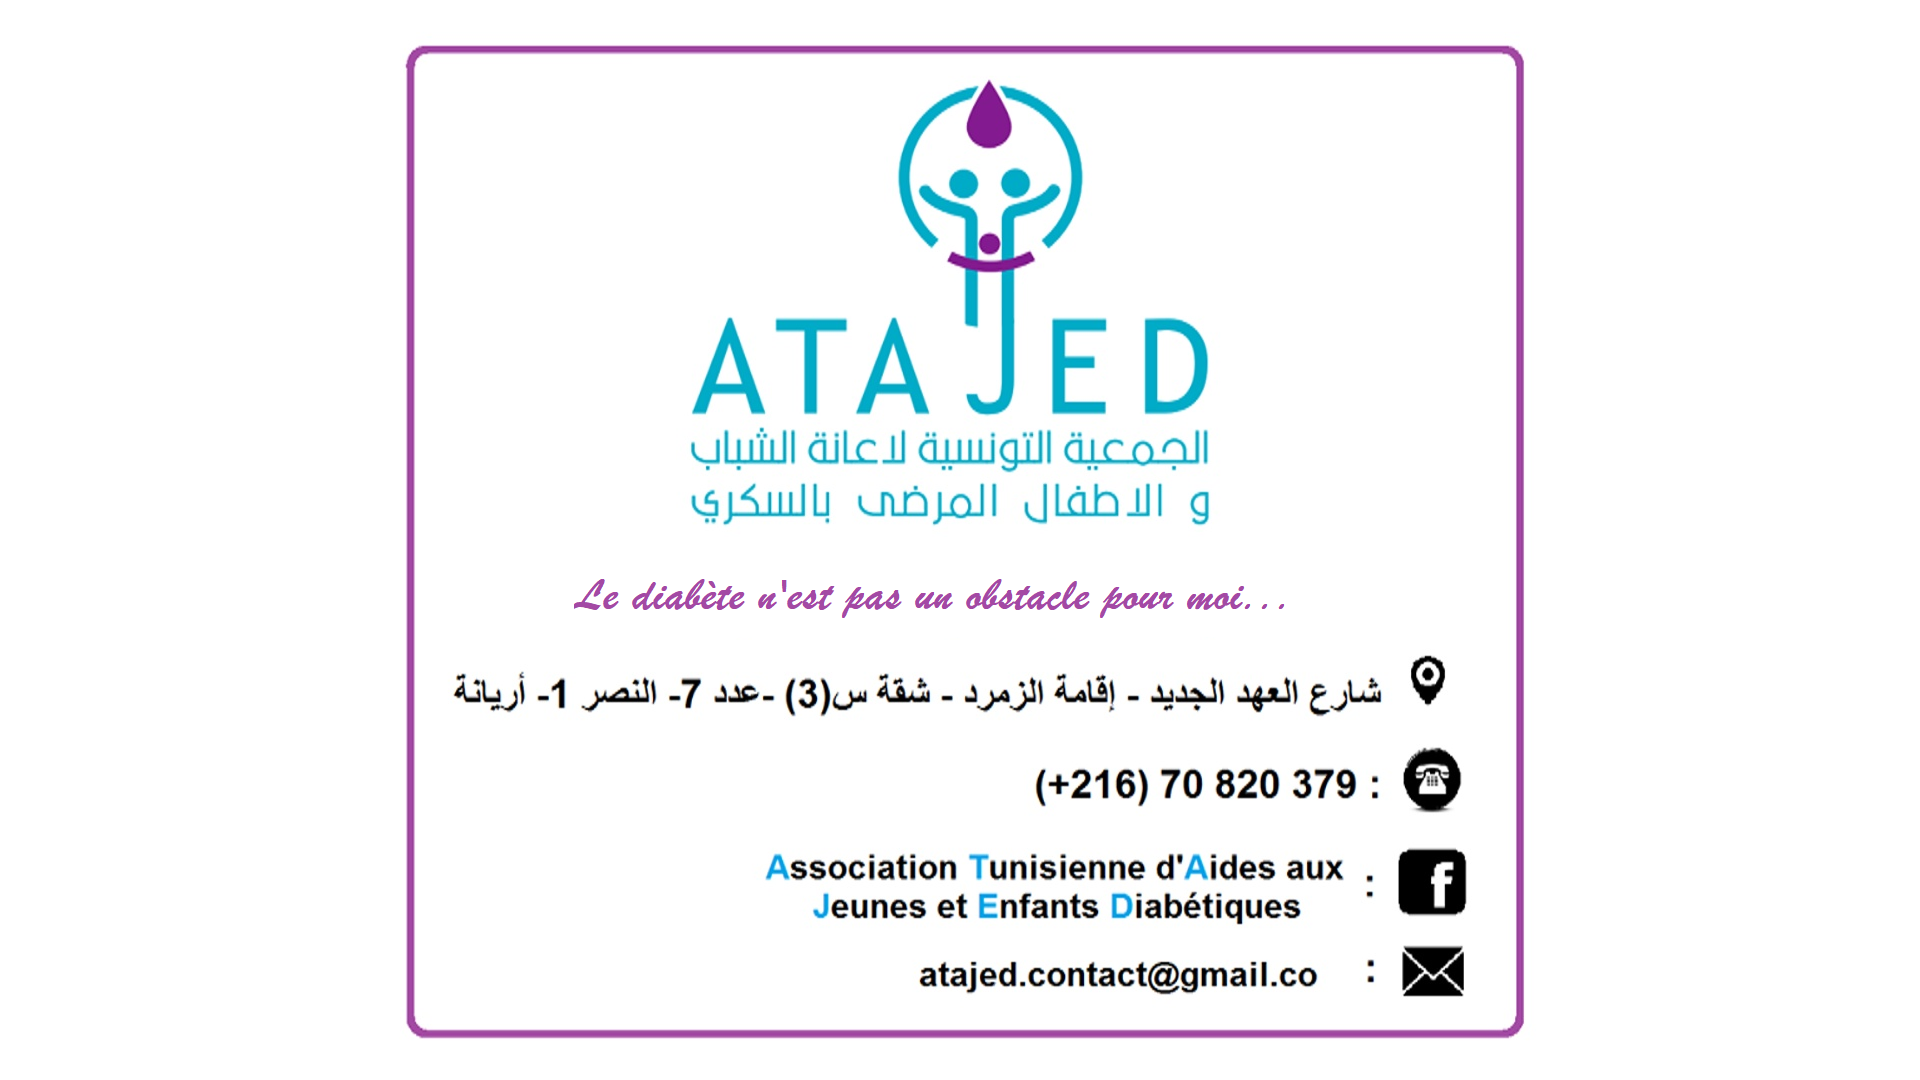 ATAJED
الجمعية التونسية لاعانة الشباب
و الاطفال المرضى بالسكري
Le diabète n'est pas un obstacle pour moi...
شارع العهد الجديد - إقامة الزمرد - شقة س(3) -عدد 7- النصر 1- أريانة
(+216) 70 820 379 :
Association Tunisienne d'Aides aux
Jeunes et Enfants Diabétiques :
atajed.contact@gmail.co :